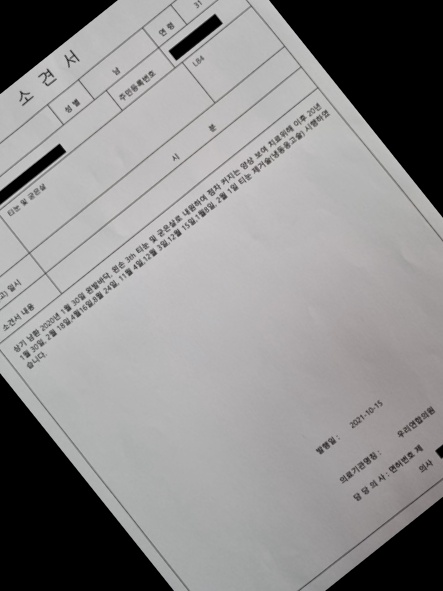 소 견 서
성 별 남 연 령 31
주민등록번호
L84
티눈 및 굳은살
시 분
일시
소견서 내용
상기 남환 2020년 1월 30일 왼발바닥, 왼손 3th 티눈 및 굳은살로 내원하여 점차 커지는 양상 보여 치료위해 이후 20년
1월 30일, 2월 18일,4월16일,8월 24일, 11월 4일,12월 3일,12월 15일,1월8일, 2월 1일 티눈 제거술(냉동응고술) 시행하였
습니다.
발행일 : 2021-10-15
의료기관명칭 : 우리연합의원
담 당 의 사 : 면허번호 제
의사